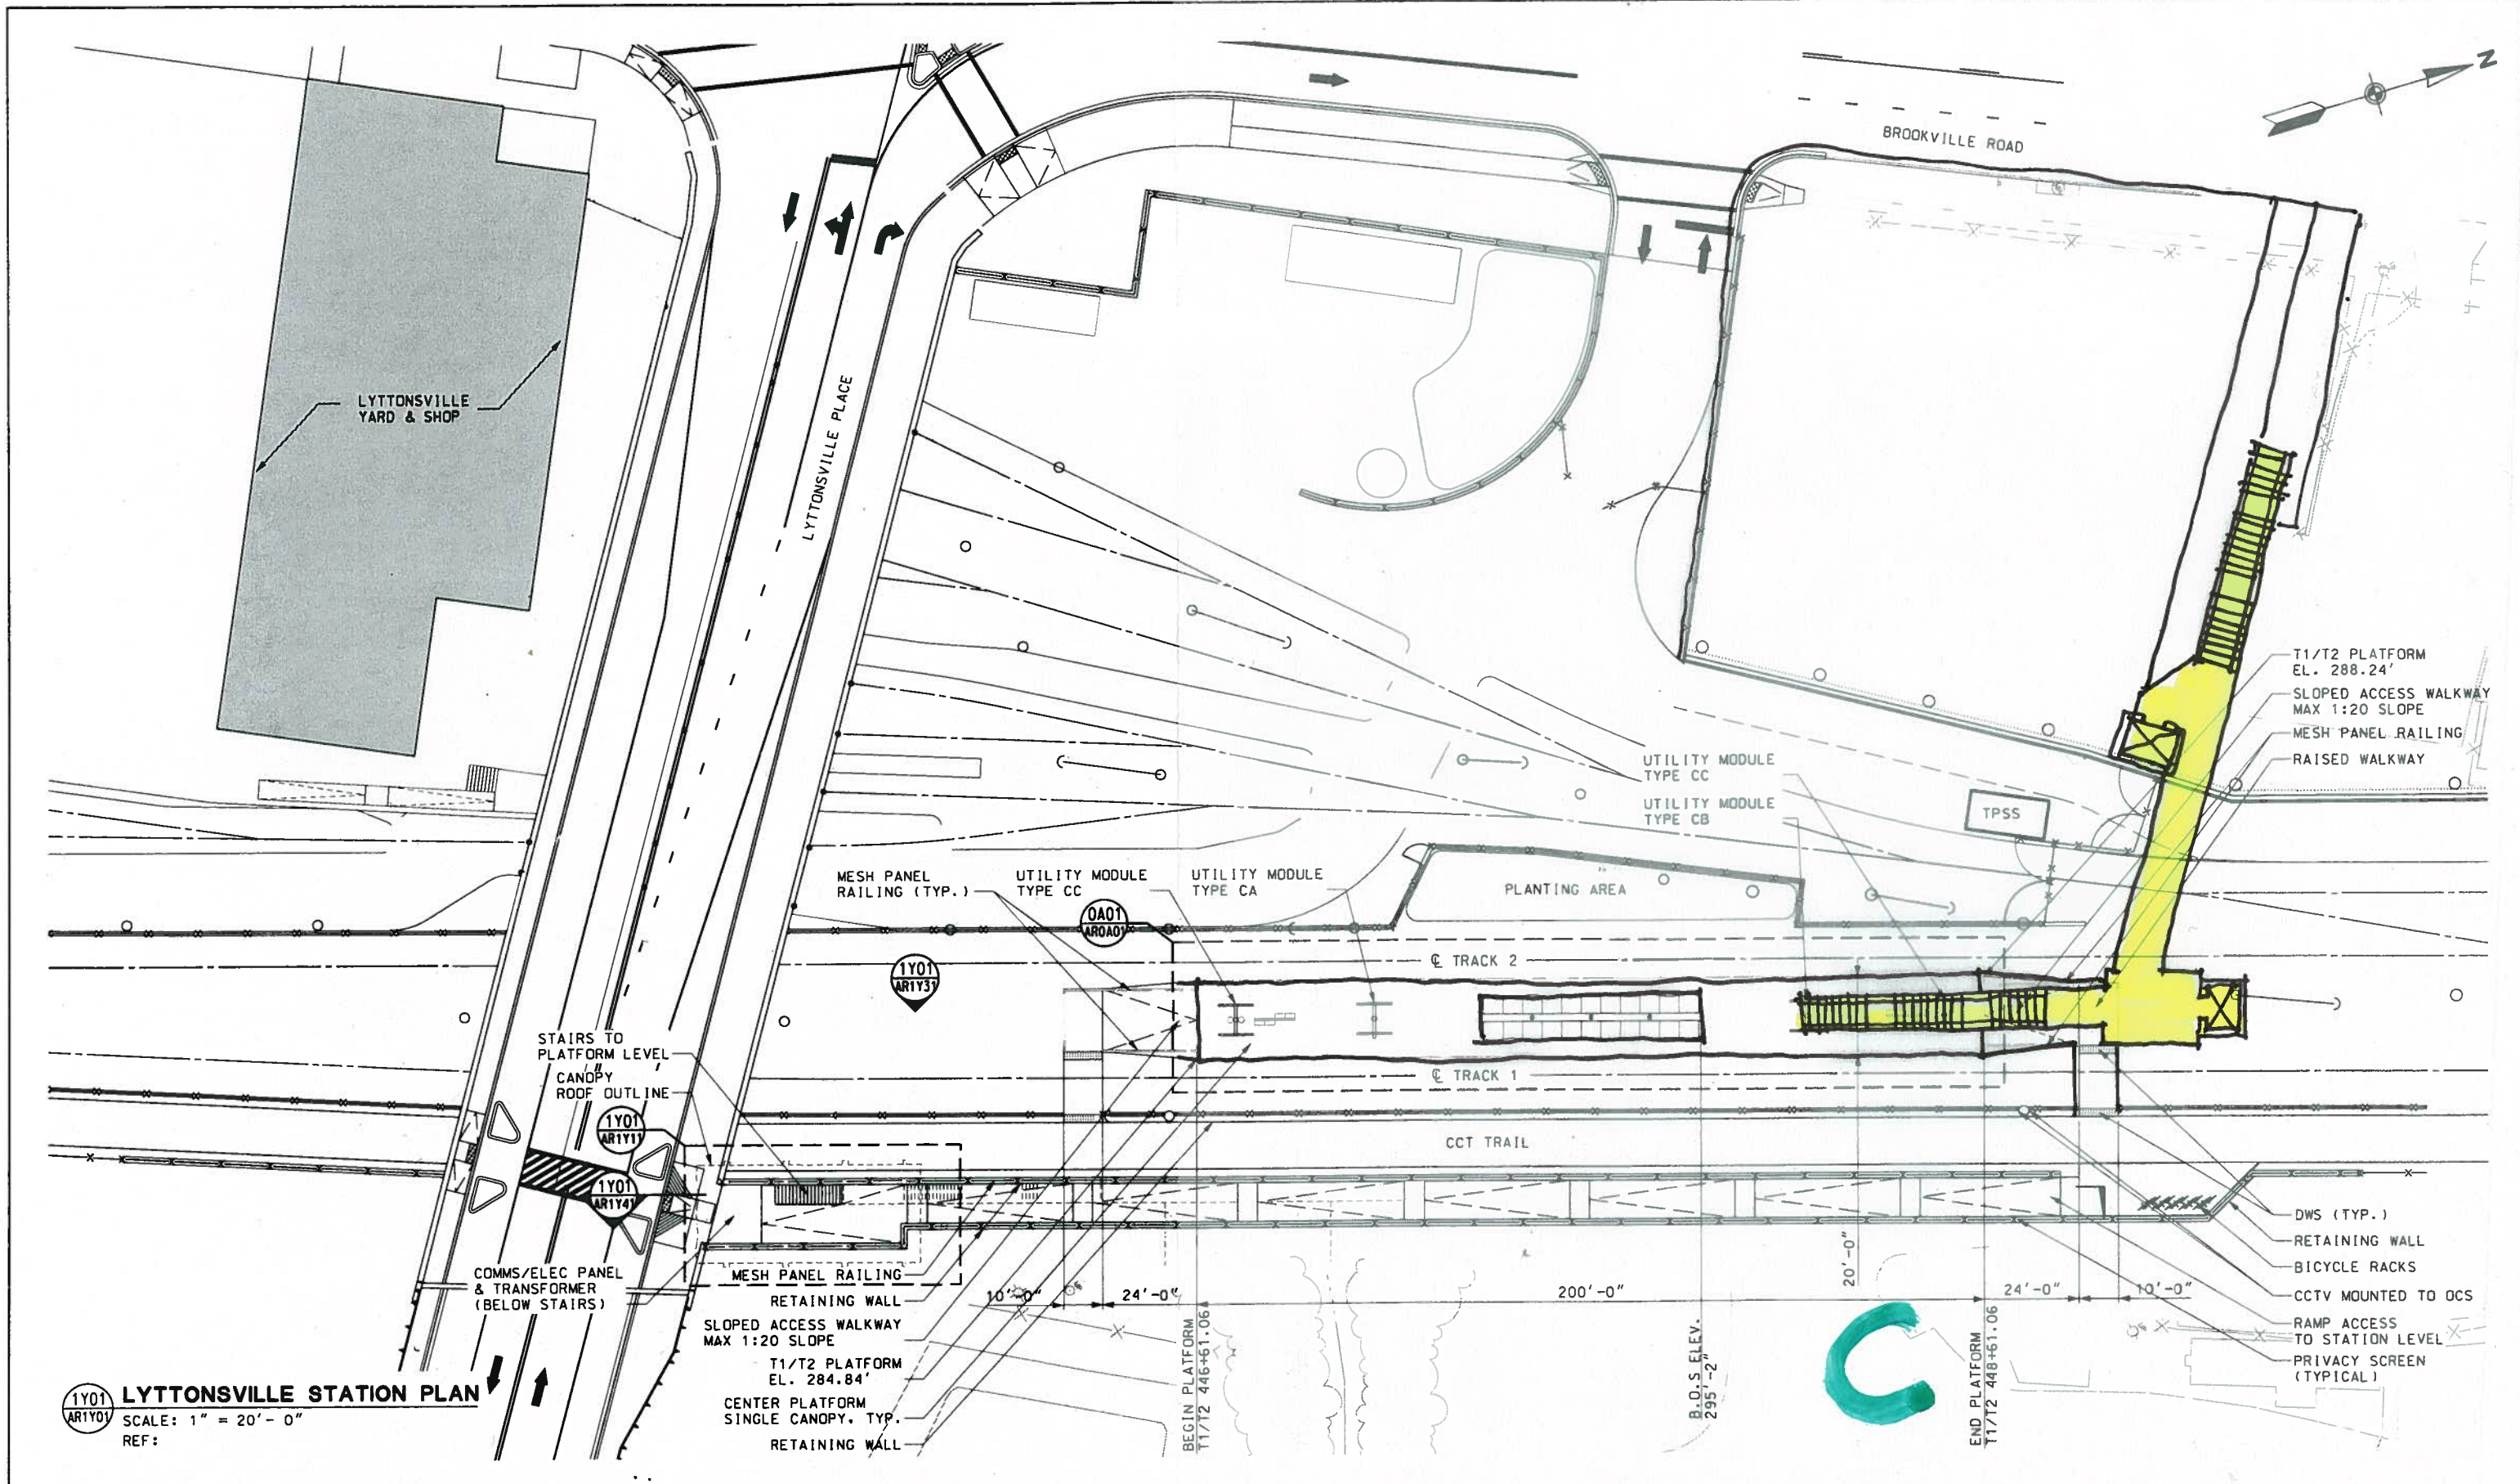 Z
BROOKVILLE ROAD
LYTTONSVILLE
YARD & SHOP
LYTTONSVILLE PLACE
T1/T2 PLATFORM
EL. 288.24'
SLOPED ACCESS WALKWAY
MAX 1:20 SLOPE
MESH PANEL RAILING
RAISED WALKWAY
UTILITY MODULE
TYPE CC
UTILITY MODULE
TYPE CB
TPSS
MESH PANEL
RAILING (TYP.)
UTILITY MODULE
TYPE CC
UTILITY MODULE
TYPE CA
PLANTING AREA
0A01
AR0A01
1Y01
AR1Y31
℄ TRACK 2
STAIRS TO
PLATFORM LEVEL
CANOPY
ROOF OUTLINE
℄ TRACK 1
1Y01
AR1Y11
CCT TRAIL
1Y01
AR1Y41
COMMS/ELEC PANEL
& TRANSFORMER
(BELOW STAIRS)
MESH PANEL RAILING
RETAINING WALL
SLOPED ACCESS WALKWAY
MAX 1:20 SLOPE
T1/T2 PLATFORM
EL. 284.84'
CENTER PLATFORM
SINGLE CANOPY, TYP.
RETAINING WALL
10'-0"
24'-0"
200'-0"
20'-0"
24'-0"
10'-0"
BEGIN PLATFORM
T1/T2 446+61.06
B.O.S ELEV.
295'-2"
END PLATFORM
T1/T2 448+61.06
DWS (TYP.)
RETAINING WALL
BICYCLE RACKS
CCTV MOUNTED TO OCS
RAMP ACCESS
TO STATION LEVEL
PRIVACY SCREEN
(TYPICAL)
C
1Y01
AR1Y01
LYTTONSVILLE STATION PLAN
SCALE: 1" = 20'- 0"
REF: